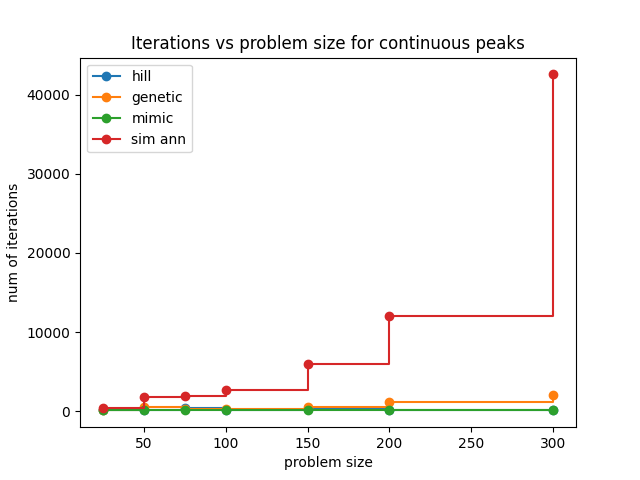 Iterations vs problem size for continuous peaks
hill
genetic
mimic
sim ann
num of iterations
40000
30000
20000
10000
0
50 100 150 200 250 300
problem size